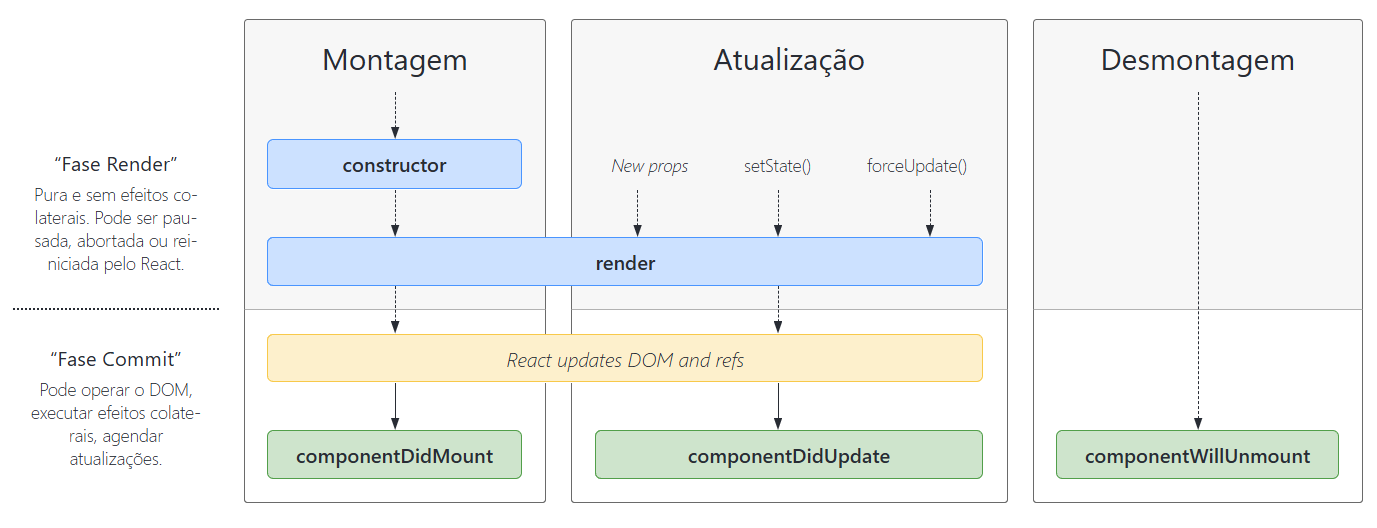 Montagem
Atualização
Desmontagem
“Fase Render”
Pura e sem efeitos co-
laterais. Pode ser pau-
sada, abortada ou rei-
niciada pelo React.
constructor
New props
setState()
forceUpdate()
render
“Fase Commit”
Pode operar o DOM,
executar efeitos colate-
rais, agendar
atualizações.
React updates DOM and refs
componentDidMount
componentDidUpdate
componentWillUnmount